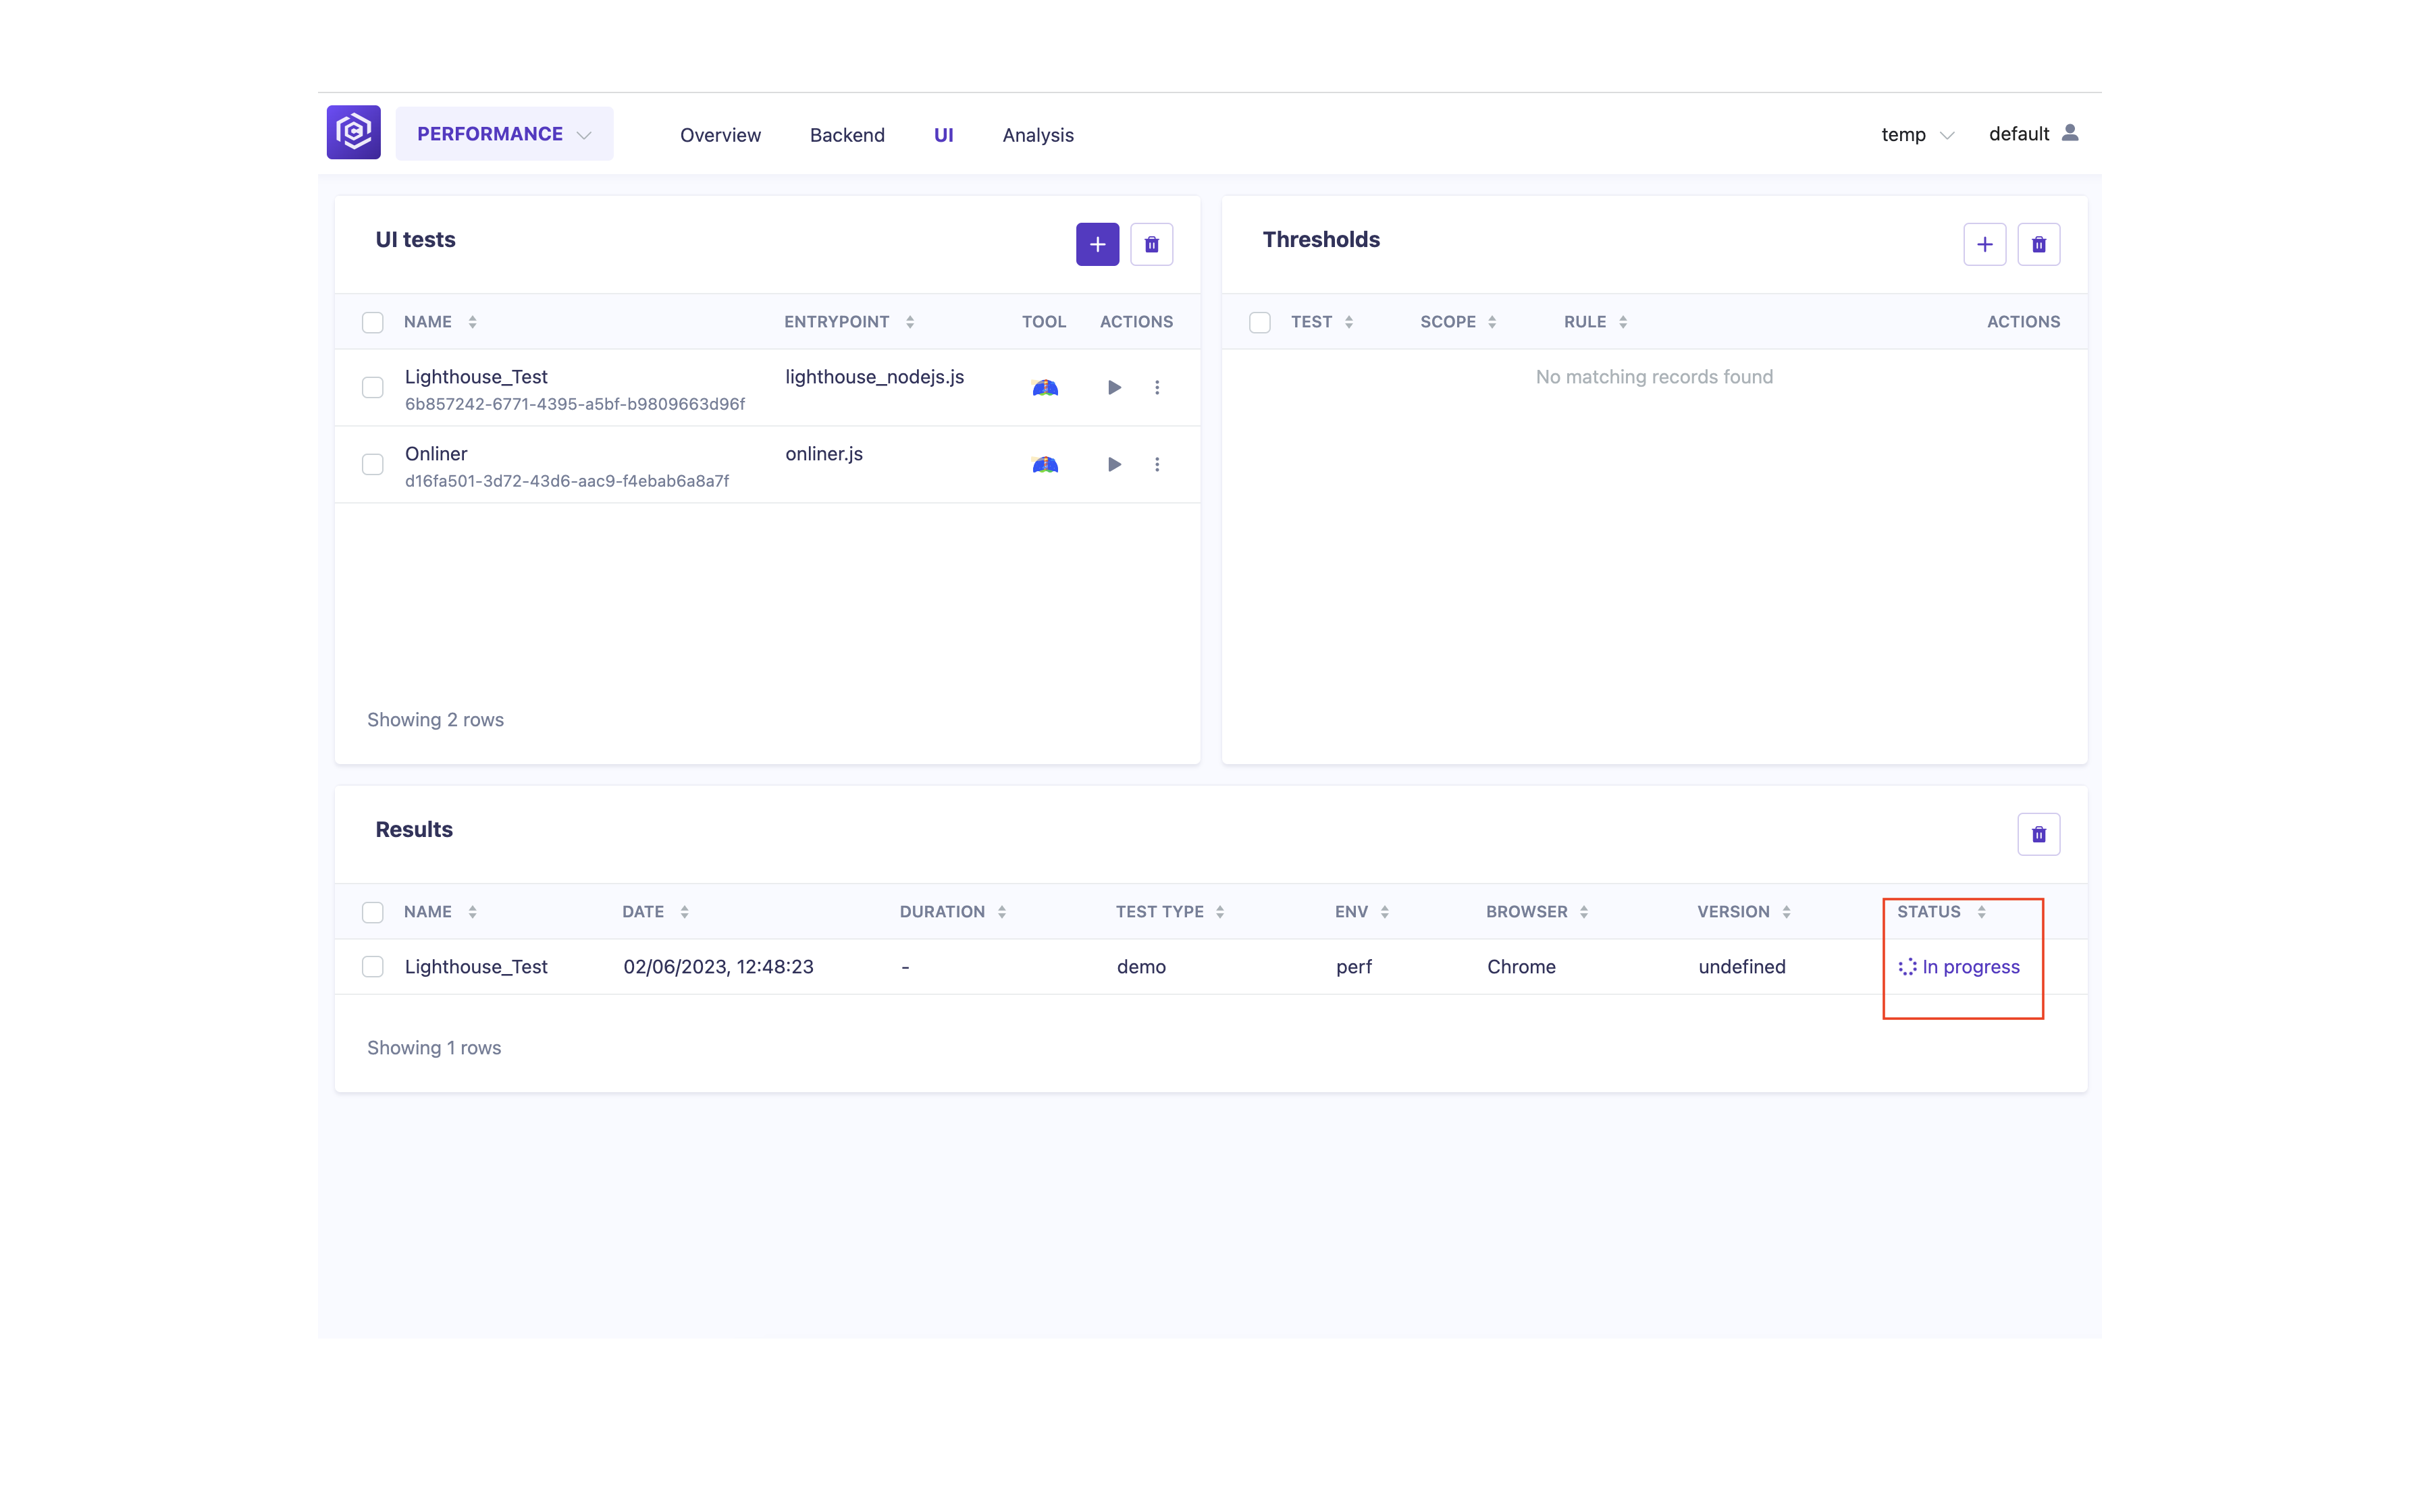 PERFORMANCE Overview Backend UI Analysis temp default
UI tests
NAME ENTRYPOINT TOOL ACTIONS
Lighthouse_Test lighthouse_nodejs.js
6b857242-6771-4395-a5bf-b9809663d96f
Onliner onliner.js
d16fa501-3d72-43d6-aac9-f4ebab6a8a7f
Showing 2 rows
Thresholds
TEST SCOPE RULE ACTIONS
No matching records found
Results
NAME DATE DURATION TEST TYPE ENV BROWSER VERSION STATUS
Lighthouse_Test 02/06/2023, 12:48:23 - demo perf Chrome undefined In progress
Showing 1 rows